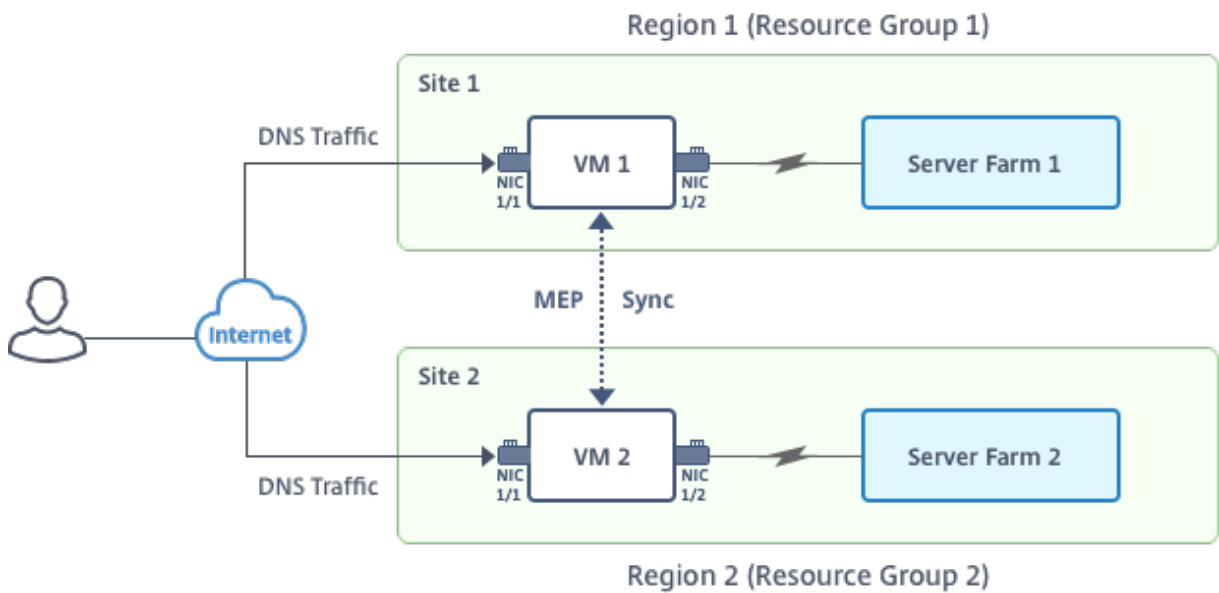 Region 1 (Resource Group 1)
Site 1
DNS Traffic
VM 1
NIC
1/1
NIC
1/2
Server Farm 1
MEP Sync
Internet
Site 2
VM 2
NIC
1/1
NIC
1/2
Server Farm 2
DNS Traffic
Region 2 (Resource Group 2)